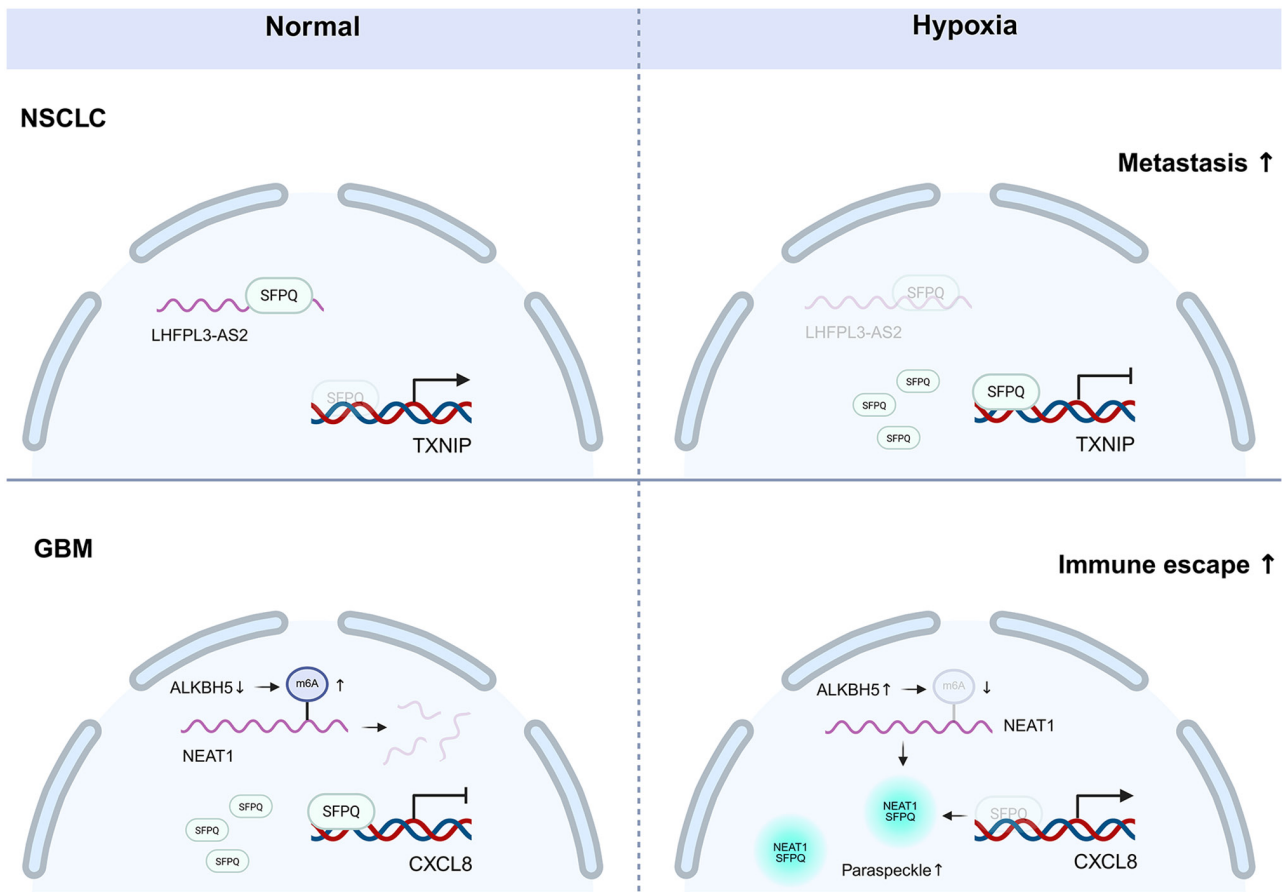 Normal
Hypoxia
NSCLC
SFPQ
LHFPL3-AS2
SFPQ
TXNIP
Metastasis ↑
SFPQ
LHFPL3-AS2
SFPQ
SFPQ
SFPQ
SFPQ
TXNIP
GBM
ALKBH5↓ → m6A ↑
NEAT1
SFPQ
SFPQ
SFPQ
SFPQ
CXCL8
Immune escape ↑
ALKBH5↑ → m6A ↓
NEAT1
NEAT1
SFPQ
NEAT1
SFPQ
SFPQ
CXCL8
Paraspeckle↑